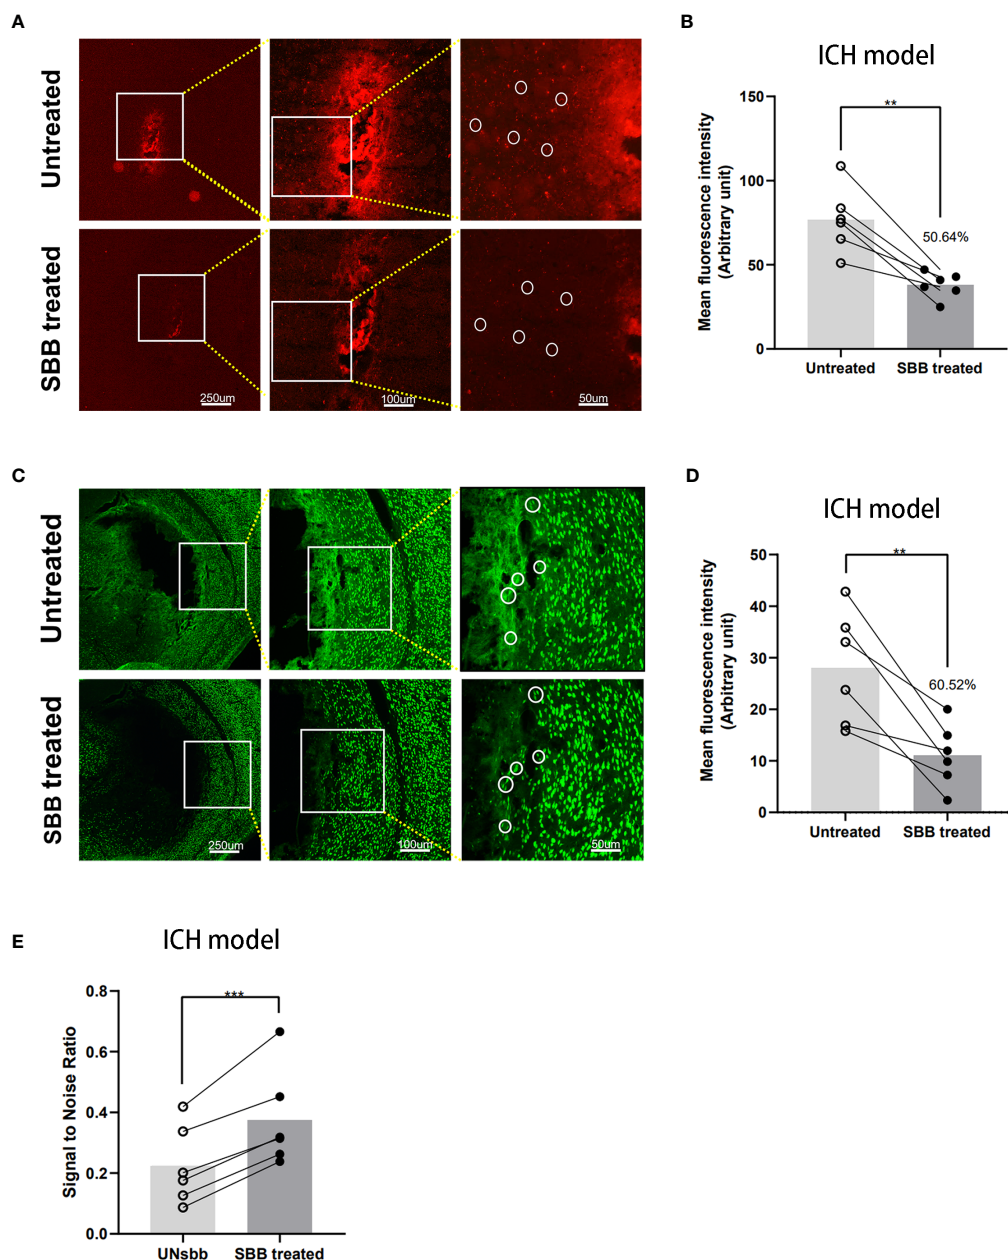 A
Untreated
SBB treated
250um
100um
50um
B
ICH model
Mean fluorescence intensity
(Arbitrary unit)
150
100
50
0
**
50.64%
Untreated
SBB treated
C
Untreated
SBB treated
250um
100um
50um
D
ICH model
Mean fluorescence intensity
(Arbitrary unit)
50
40
30
20
10
0
**
60.52%
Untreated
SBB treated
E
ICH model
Signal to Noise Ratio
0.8
0.6
0.4
0.2
0.0
***
UNsbb
SBB treated